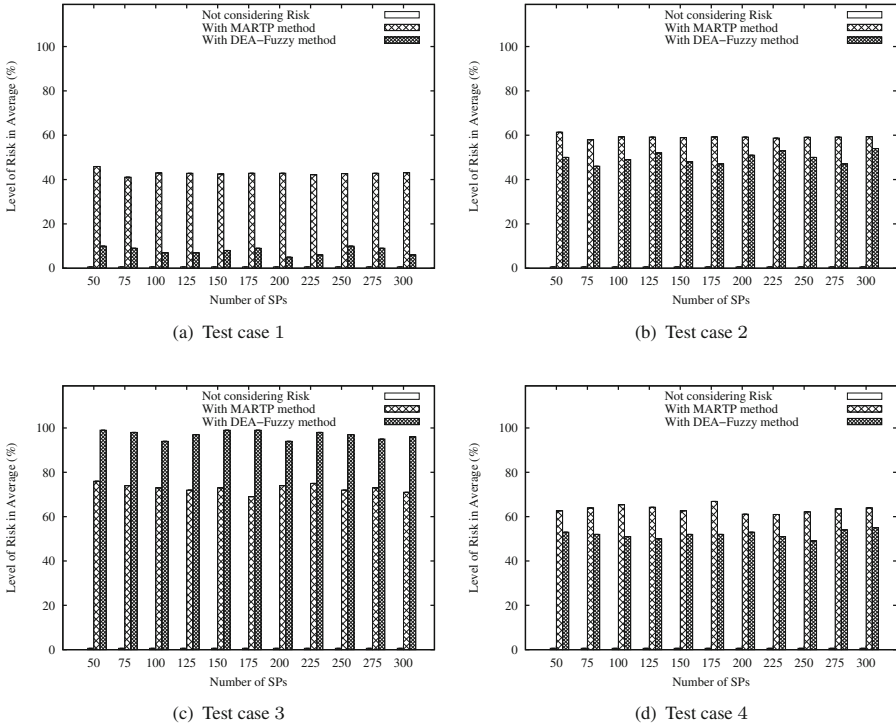 Not considering Risk
With MARTP method
With DEA-Fuzzy method
Level of Risk in Average (%)
100
80
60
40
20
0
50 75 100 125 150 175 200 225 250 275 300
Number of SPs
(a) Test case 1
Not considering Risk
With MARTP method
With DEA-Fuzzy method
Level of Risk in Average (%)
100
80
60
40
20
0
50 75 100 125 150 175 200 225 250 275 300
Number of SPs
(b) Test case 2
Not considering Risk
With MARTP method
With DEA-Fuzzy method
Level of Risk in Average (%)
100
80
60
40
20
0
50 75 100 125 150 175 200 225 250 275 300
Number of SPs
(c) Test case 3
Not considering Risk
With MARTP method
With DEA-Fuzzy method
Level of Risk in Average (%)
100
80
60
40
20
0
50 75 100 125 150 175 200 225 250 275 300
Number of SPs
(d) Test case 4